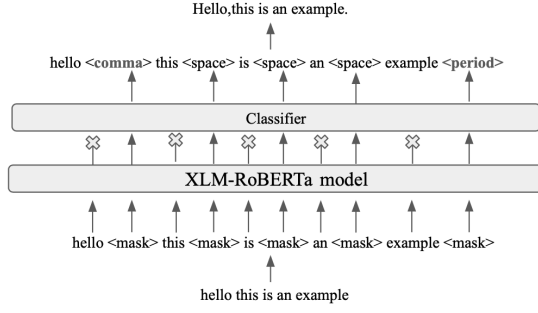 Hello,this is an example.
hello <comma> this <space> is <space> an <space> example <period>
Classifier
XLM-RoBERTa model
hello <mask> this <mask> is <mask> an <mask> example <mask>
hello this is an example